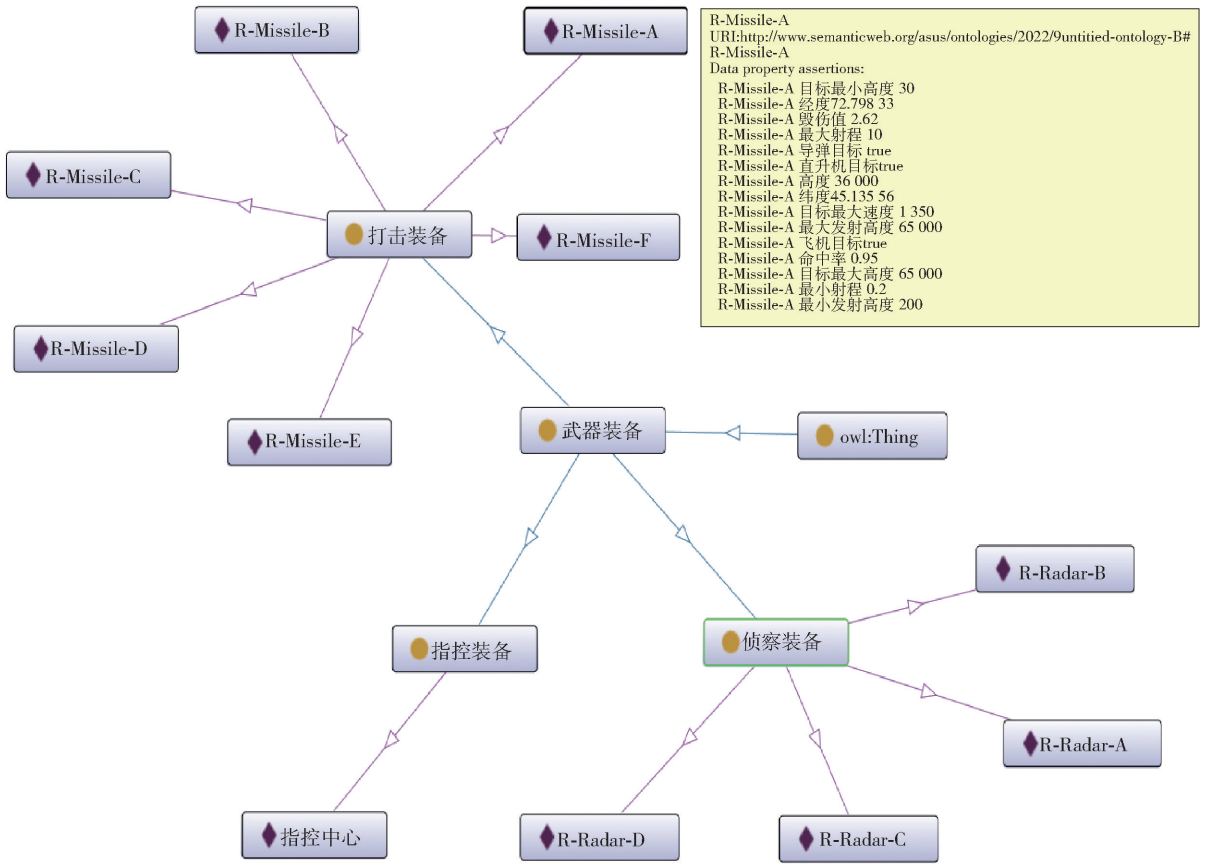 R-Missile-B
R-Missile-A
R-Missile-A
URI:http://www.semanticweb.org/asus/ontologies/2022/9untitied-ontology-B#
R-Missile-A
Data property assertions:
R-Missile-A 目标最小高度 30
R-Missile-A 经度72.798 33
R-Missile-A 毁伤值 2.62
R-Missile-A 最大射程 10
R-Missile-A 导弹目标 true
R-Missile-A 直升机目标true
R-Missile-A 高度 36 000
R-Missile-A 纬度45.135 56
R-Missile-A 目标最大速度 1 350
R-Missile-A 最大发射高度 65 000
R-Missile-A 飞机目标true
R-Missile-A 命中率 0.95
R-Missile-A 目标最大高度 65 000
R-Missile-A 最小射程 0.2
R-Missile-A 最小发射高度 200
R-Missile-C
打击装备
R-Missile-F
R-Missile-D
R-Missile-E
武器装备
owl:Thing
R-Radar-B
指控装备
侦察装备
R-Radar-A
指控中心
R-Radar-D
R-Radar-C